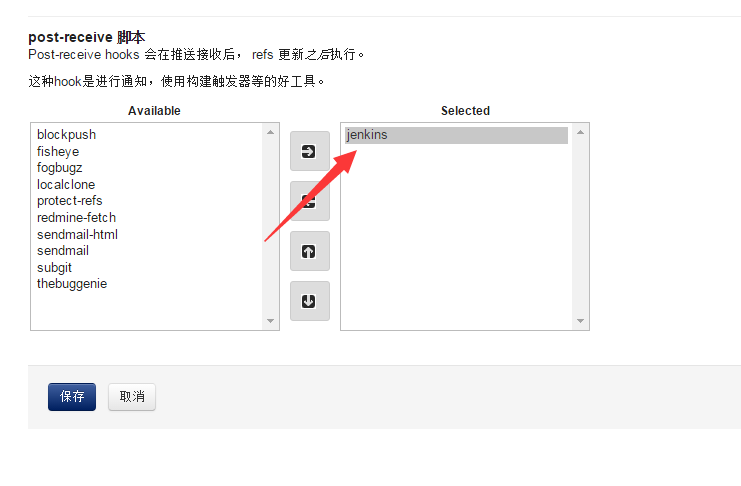 post-receive 脚本
Post-receive hooks 会在推送接收后， refs 更新之后执行。
这种hook是进行通知，使用构建触发器等的好工具。
Available
Selected
blockpush
fisheye
fogbugz
localclone
protect-refs
redmine-fetch
sendmail-html
sendmail
subgit
thebuggenie
jenkins
保存
取消